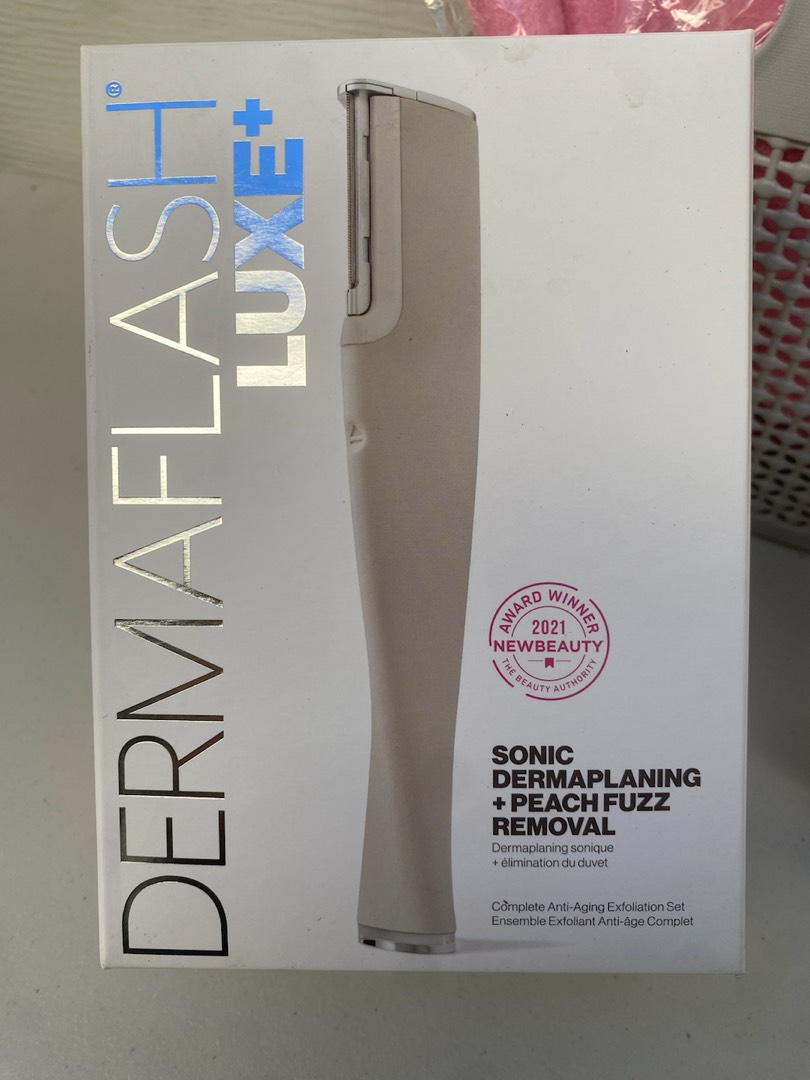 DERMAFLASH®
LUXE+
AWARD WINNER
2021
NEWBEAUTY
THE BEAUTY AUTHORITY
SONIC
DERMAPLANING
+ PEACH FUZZ
REMOVAL
Dermaplaning sonique
+ élimination du duvet
Complete Anti-Aging Exfoliation Set
Ensemble Exfoliant Anti-âge Complet